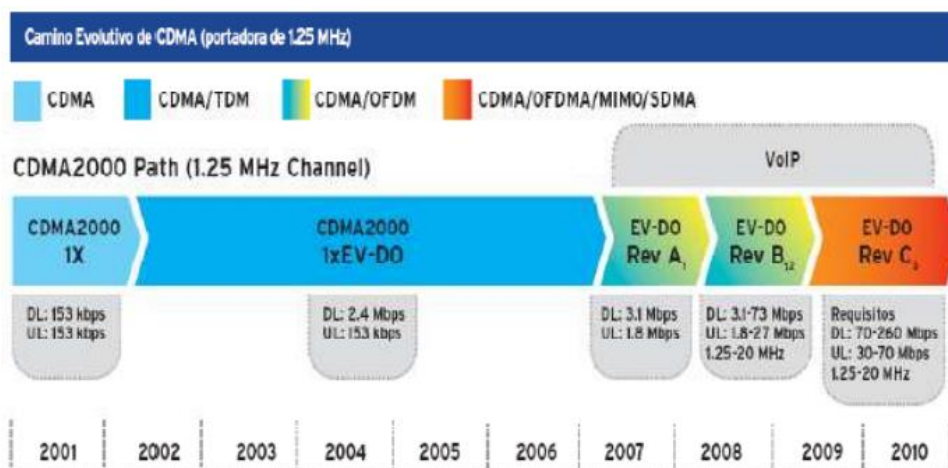 Camino Evolutivo de CDMA (portadora de 1.25 MHz)
CDMA CDMA/TDM CDMA/OFDM CDMA/OFDMA/MIMO/SDMA
VoIP
CDMA2000 Path (1.25 MHz Channel)
CDMA2000
1X
CDMA2000
1xEV-DO
EV-DO
Rev A1
EV-DO
Rev B1,2
EV-DO
Rev C3
DL: 153 kbps
UL: 153 kbps
DL: 2.4 Mbps
UL: 153 kbps
DL: 3.1 Mbps
UL: 1.8 Mbps
DL: 3.1-73 Mbps
UL: 1.8-27 Mbps
1.25-20 MHz
Requisitos
DL: 70-260 Mbps
UL: 30-70 Mbps
1.25-20 MHz
2001 2002 2003 2004 2005 2006 2007 2008 2009 2010